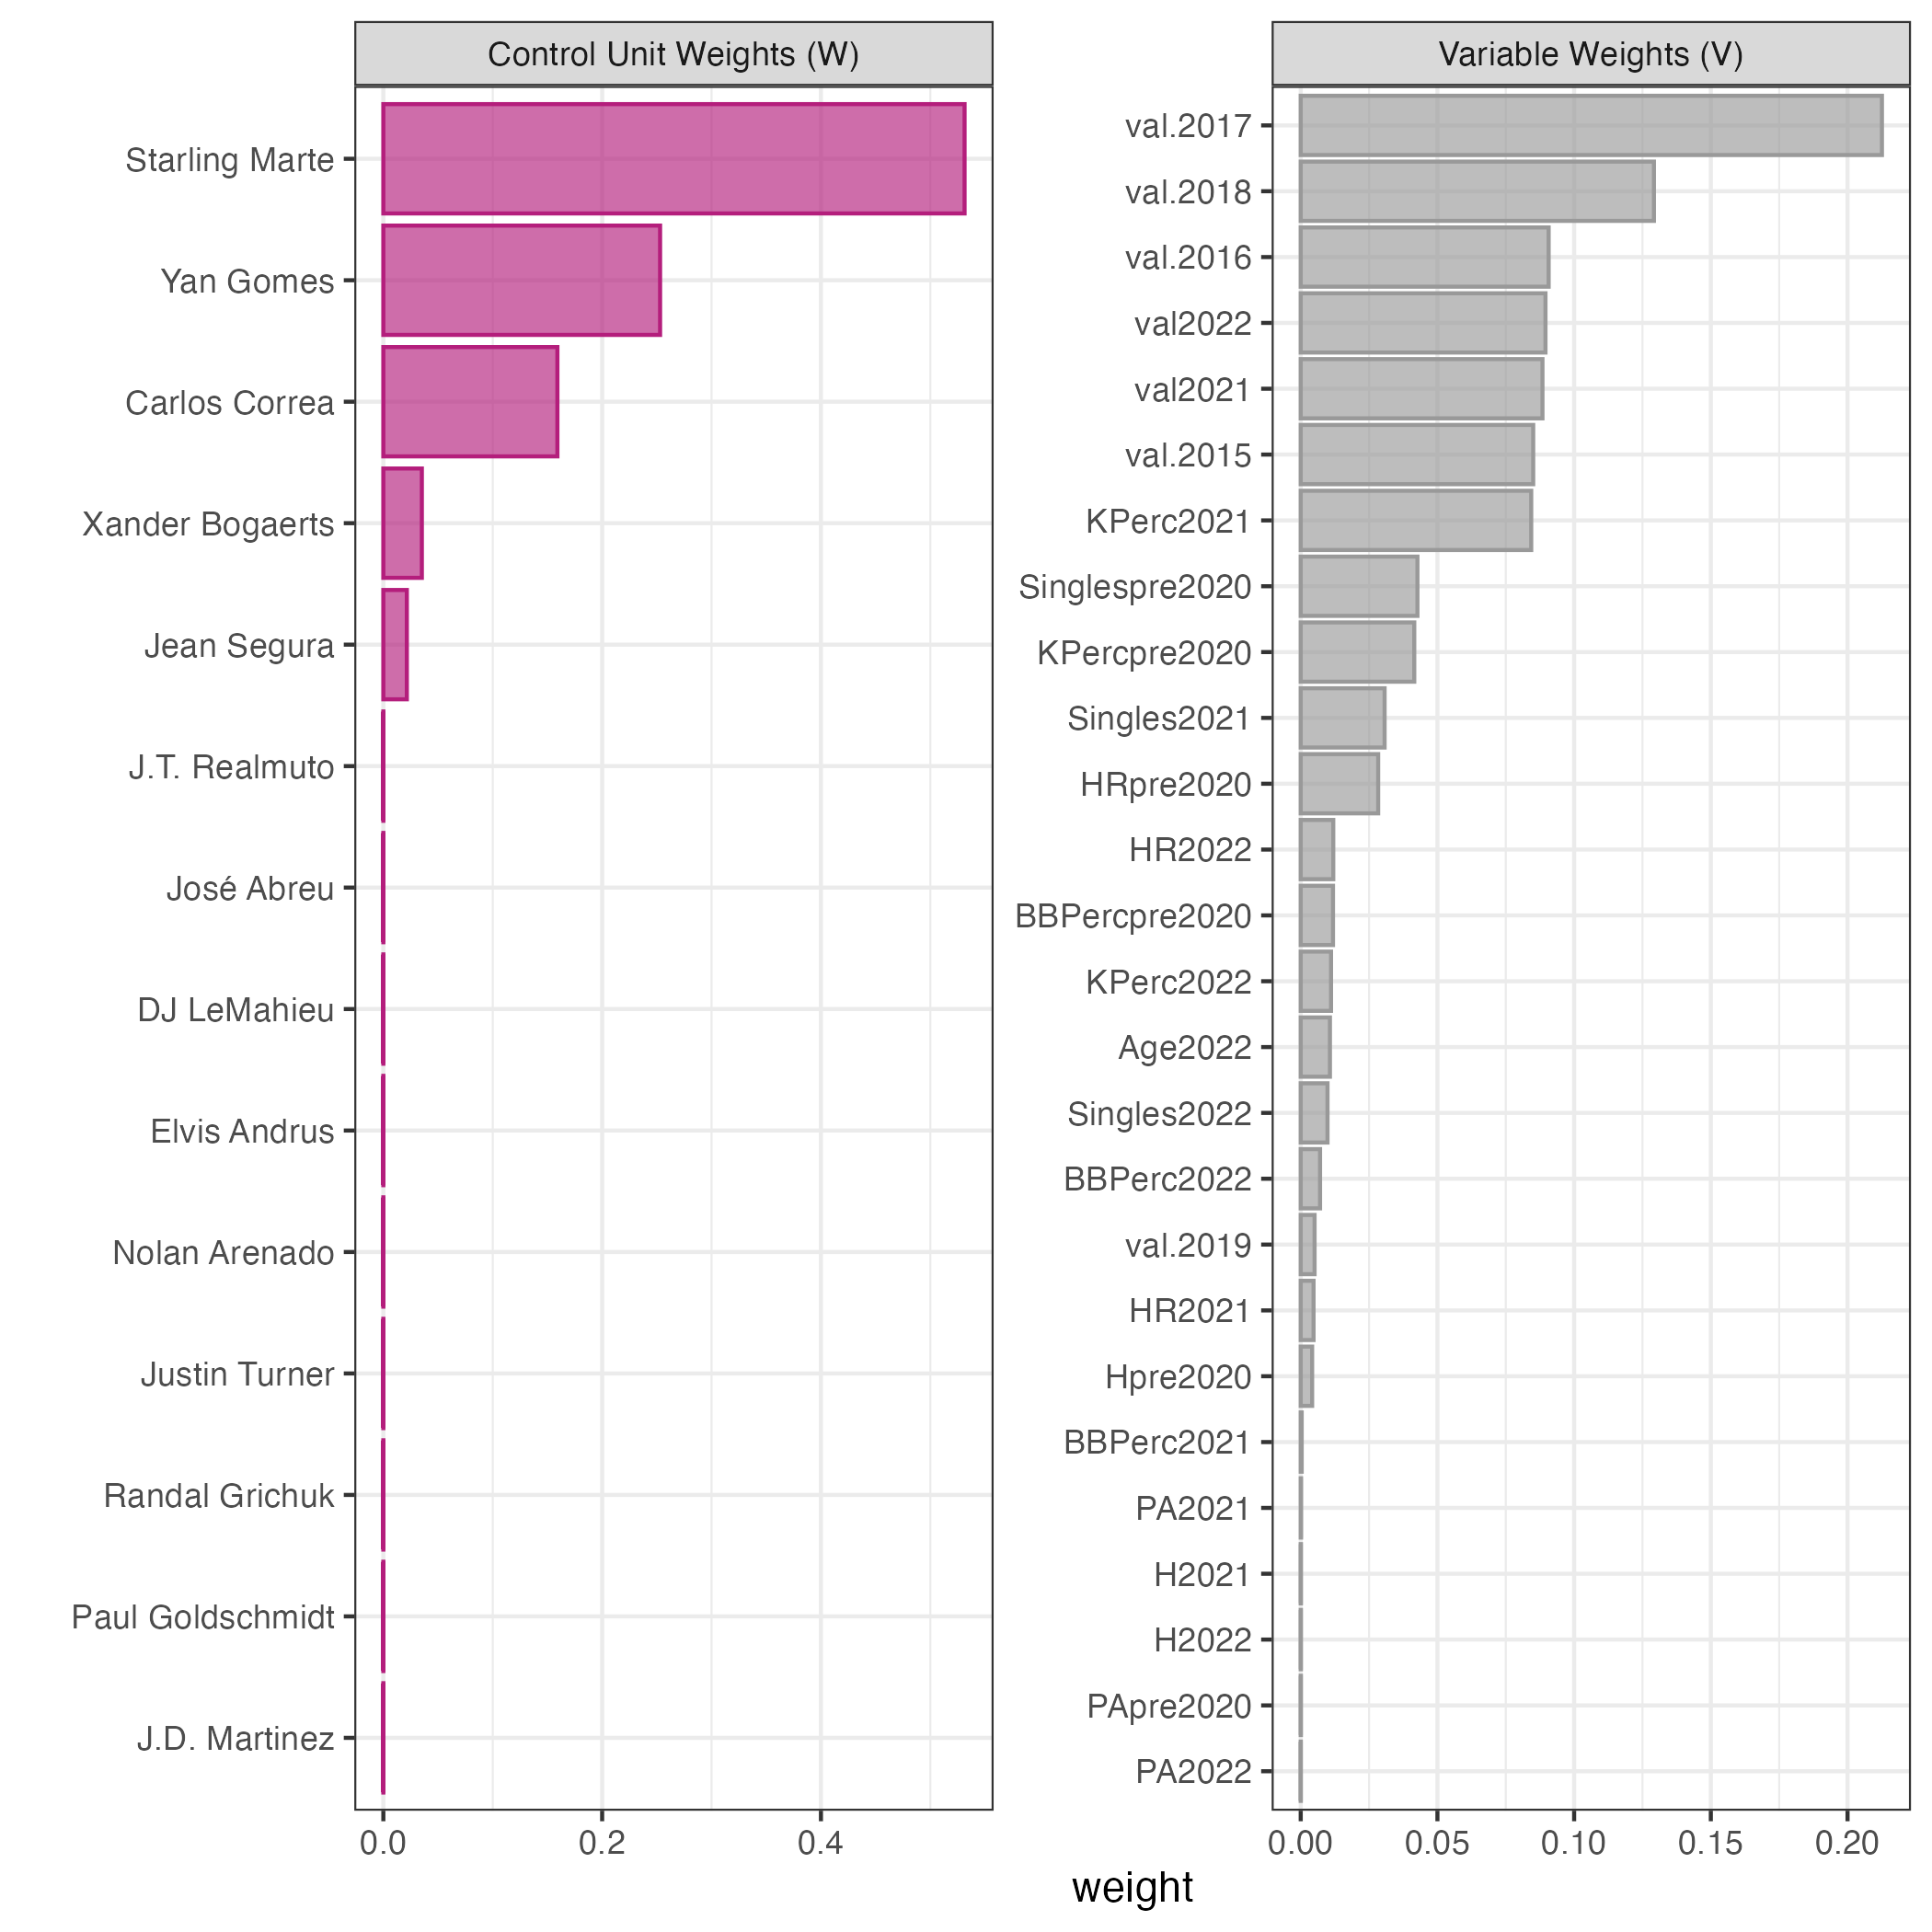 Control Unit Weights (W)
Starling Marte
Yan Gomes
Carlos Correa
Xander Bogaerts
Jean Segura
J.T. Realmuto
José Abreu
DJ LeMahieu
Elvis Andrus
Nolan Arenado
Justin Turner
Randal Grichuk
Paul Goldschmidt
J.D. Martinez
0.0 0.2 0.4
Variable Weights (V)
val.2017
val.2018
val.2016
val2022
val2021
val.2015
KPerc2021
Singlespre2020
KPercpre2020
Singles2021
HRpre2020
HR2022
BBPercpre2020
KPerc2022
Age2022
Singles2022
BBPerc2022
val.2019
HR2021
Hpre2020
BBPerc2021
PA2021
H2021
H2022
PApre2020
PA2022
0.00 0.05 0.10 0.15 0.20
weight